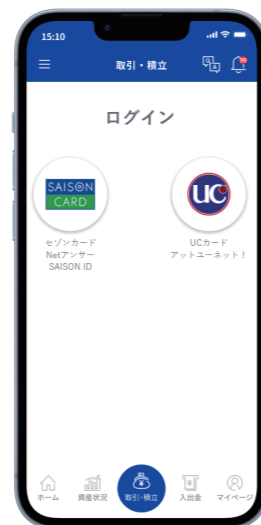 15:10
取引・積立
ログイン
SAISON
CARD
UC
セゾンカード
Netアンサー
SAISON ID
UCカード
アットユーネット！
ホーム
資産状況
取引・積立
入出金
マイページ